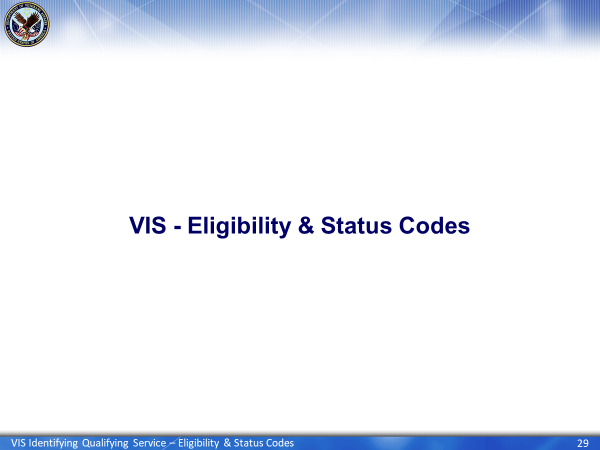 VIS - Eligibility & Status Codes
VIS Identifying Qualifying Service – Eligibility & Status Codes
29